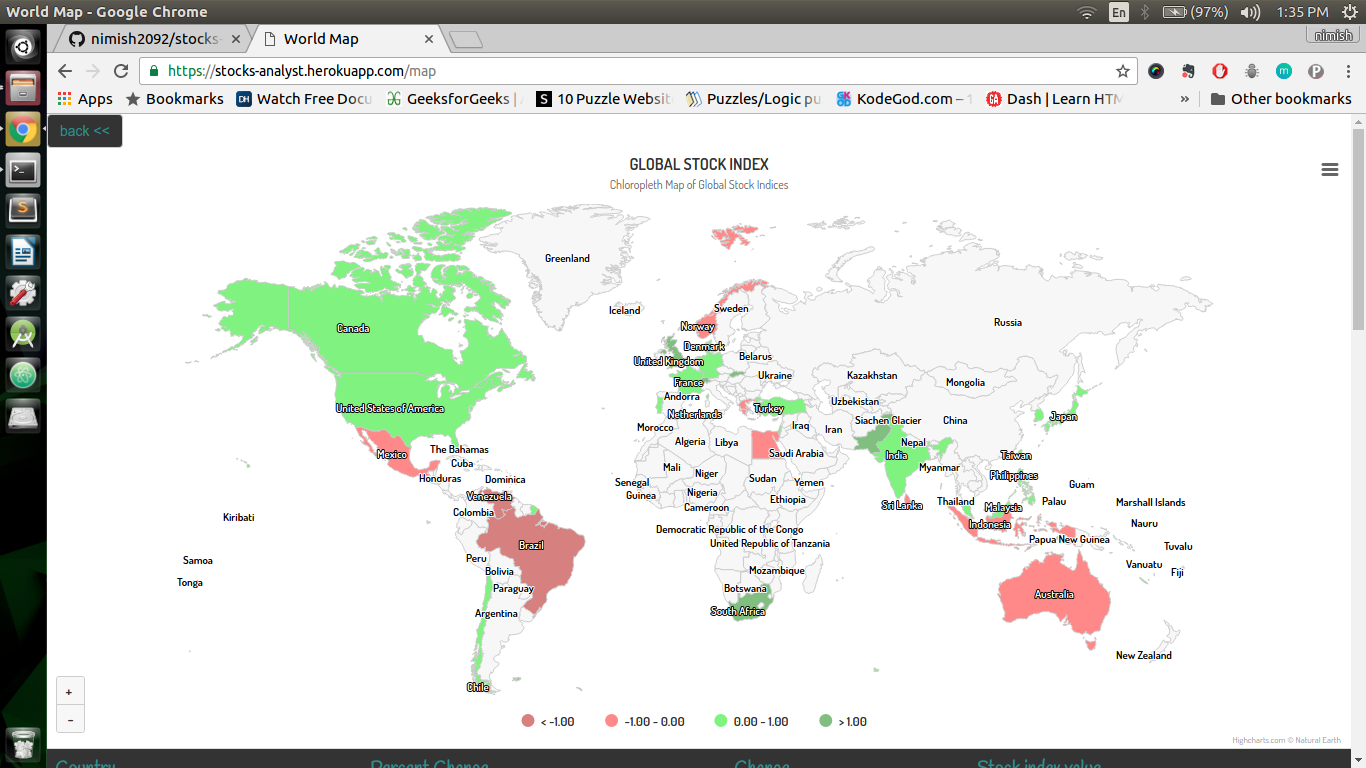 World Map - Google Chrome
En
(97%)
1:35 PM
nimish2092/stocks-
World Map
nimish
https://stocks-analyst.herokuapp.com/map
Apps
Bookmarks
DH Watch Free Docu
GeeksforGeeks | A
S 10 Puzzle Websit
Puzzles/Logic pu
KodeGod.com – 1
GA Dash | Learn HTM
»
Other bookmarks
back <<
GLOBAL STOCK INDEX
Chloropleth Map of Global Stock Indices
Greenland
Iceland
Sweden
Russia
Canada
Norway
Denmark
United Kingdom
Belarus
Ukraine
Kazakhstan
Mongolia
France
Andorra
Uzbekistan
United States of America
Netherlands
Turkey
Siachen Glacier
China
Japan
Morocco
Iraq
Iran
Algeria
Libya
Nepal
Mexico
The Bahamas
Saudi Arabia
India
Taiwan
Cuba
Mali
Niger
Myanmar
Philippines
Honduras
Dominica
Senegal
Sudan
Yemen
Guam
Venezuela
Guinea
Nigeria
Ethiopia
Sri Lanka
Thailand
Palau
Marshall Islands
Colombia
Cameroon
Malaysia
Kiribati
Indonesia
Nauru
Democratic Republic of the Congo
Papua New Guinea
Brazil
United Republic of Tanzania
Tuvalu
Samoa
Peru
Vanuatu
Bolivia
Mozambique
Fiji
Tonga
Paraguay
Botswana
Australia
Argentina
South Africa
New Zealand
Chile
+
-
< -1.00
-1.00 - 0.00
0.00 - 1.00
> 1.00
Highcharts.com © Natural Earth
Country
Percent Change
Change
Stock index value